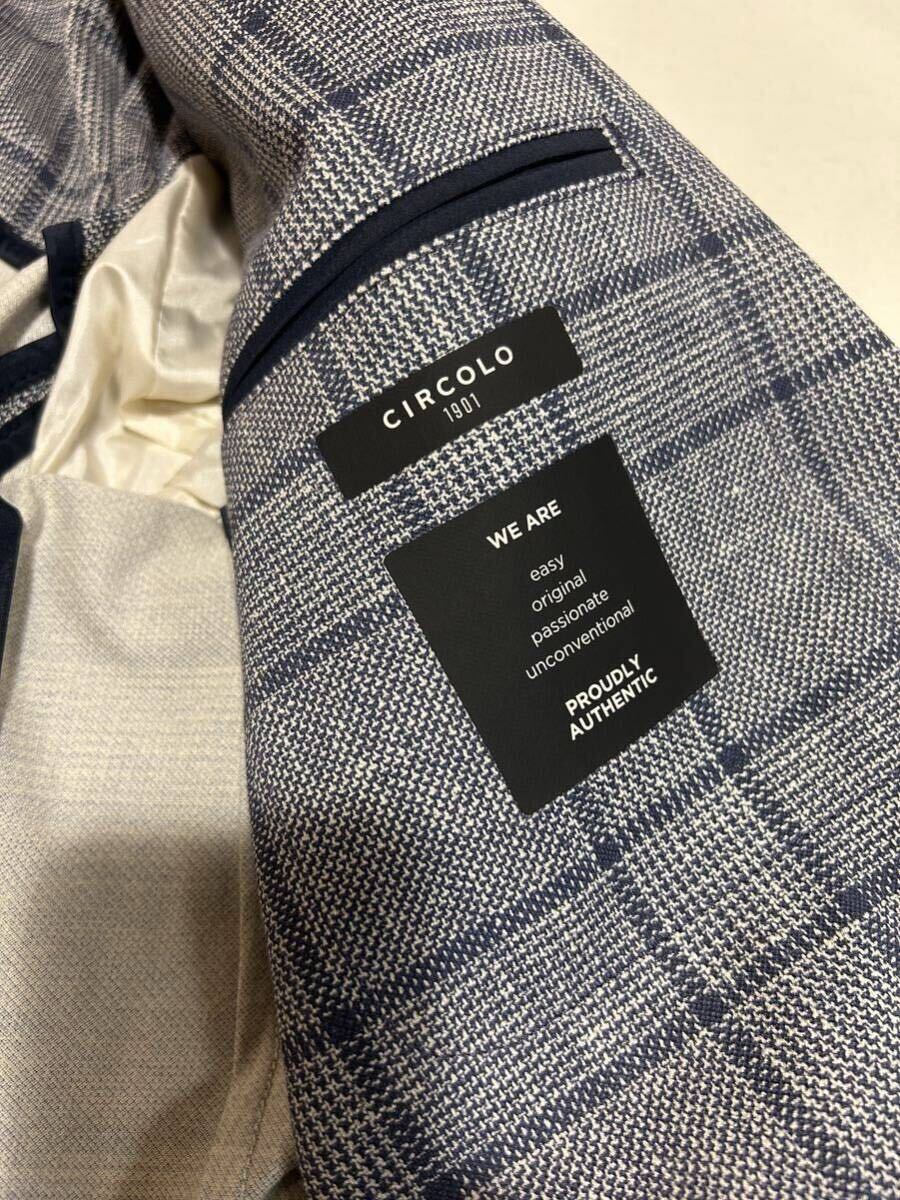 CIRCOLO
1901
WE ARE
easy
original
passionate
unconventional
PROUDLY
AUTHENTIC